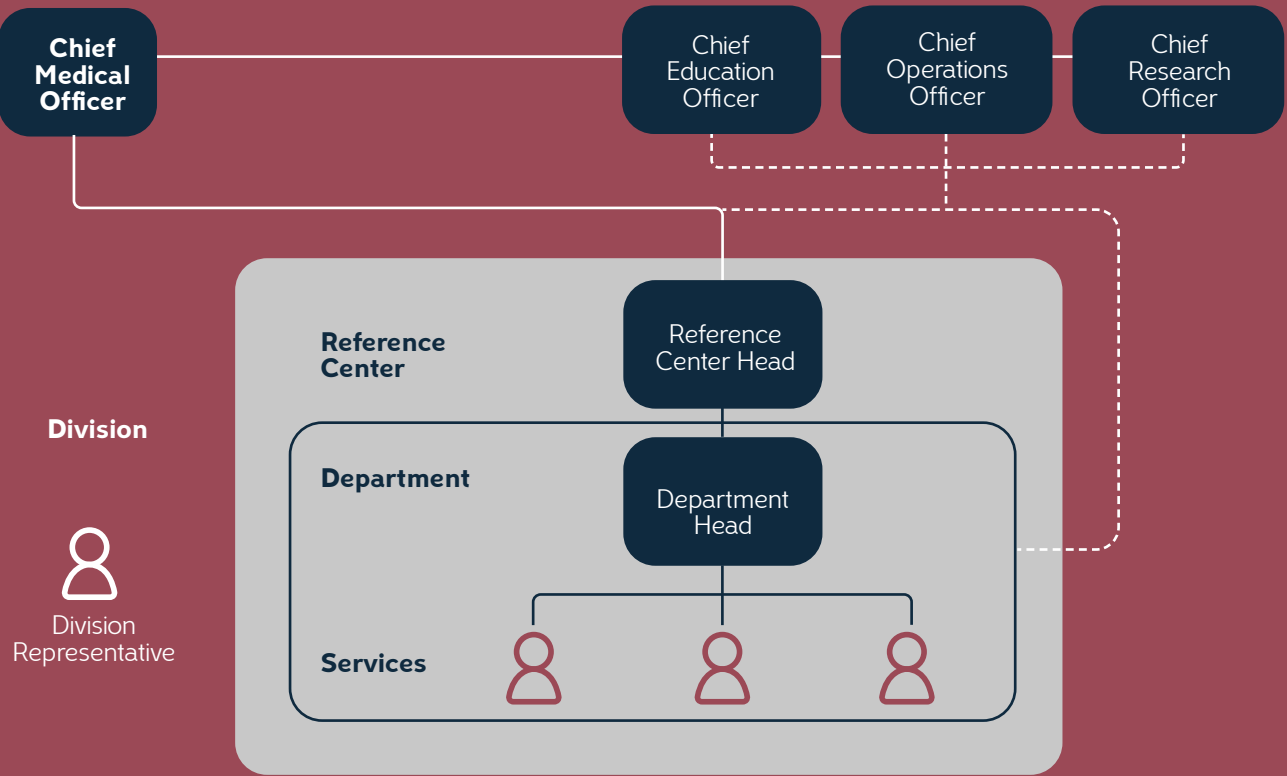 Chief
Medical
Officer
Chief
Education
Officer
Chief
Operations
Officer
Chief
Research
Officer
Reference
Center
Reference
Center Head
Division
Department
Department
Head
Division
Representative
Services